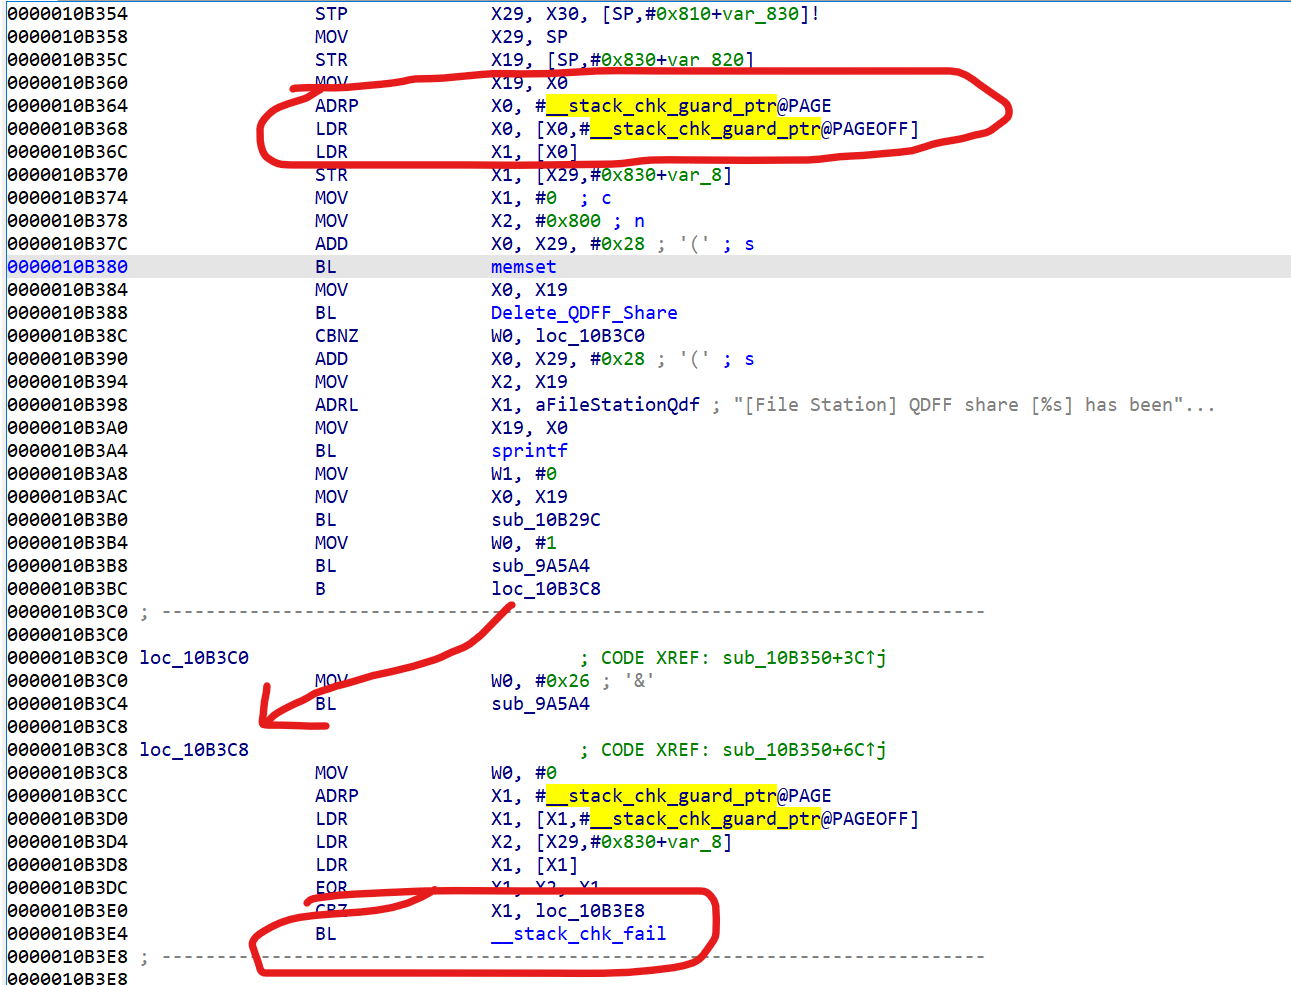 0000010B354 STP X29, X30, [SP,#0x810+var_830]!
0000010B358 MOV X29, SP
0000010B35C STR X19, [SP,#0x830+var_820]
0000010B360 MOV X19, X0
0000010B364 ADRP X0, #__stack_chk_guard_ptr@PAGE
0000010B368 LDR X0, [X0,#__stack_chk_guard_ptr@PAGEOFF]
0000010B36C LDR X1, [X0]
0000010B370 STR X1, [X29,#0x830+var_8]
0000010B374 MOV X1, #0 ; c
0000010B378 MOV X2, #0x800 ; n
0000010B37C ADD X0, X29, #0x28 ; '(' ; s
0000010B380 BL memset
0000010B384 MOV X0, X19
0000010B388 BL Delete_QDFF_Share
0000010B38C CBNZ W0, loc_10B3C0
0000010B390 ADD X0, X29, #0x28 ; '(' ; s
0000010B394 MOV X2, X19
0000010B398 ADRL X1, aFileStationQdf ; "[File Station] QDFF share [%s] has been"...
0000010B3A0 MOV X19, X0
0000010B3A4 BL sprintf
0000010B3A8 MOV W1, #0
0000010B3AC MOV X0, X19
0000010B3B0 BL sub_10B29C
0000010B3B4 MOV W0, #1
0000010B3B8 BL sub_9A5A4
0000010B3BC B loc_10B3C8
0000010B3C0 ; ---------------------------------------------------------------------------
0000010B3C0
0000010B3C0 loc_10B3C0 ; CODE XREF: sub_10B350+3C↑j
0000010B3C0 MOV W0, #0x26 ; '&'
0000010B3C4 BL sub_9A5A4
0000010B3C8
0000010B3C8 loc_10B3C8 ; CODE XREF: sub_10B350+6C↑j
0000010B3C8 MOV W0, #0
0000010B3CC ADRP X1, #__stack_chk_guard_ptr@PAGE
0000010B3D0 LDR X1, [X1,#__stack_chk_guard_ptr@PAGEOFF]
0000010B3D4 LDR X2, [X29,#0x830+var_8]
0000010B3D8 LDR X1, [X1]
0000010B3DC EOR X1, X2, X1
0000010B3E0 CBZ X1, loc_10B3E8
0000010B3E4 BL __stack_chk_fail
0000010B3E8 ; ---------------------------------------------------------------------------
0000010B3E8